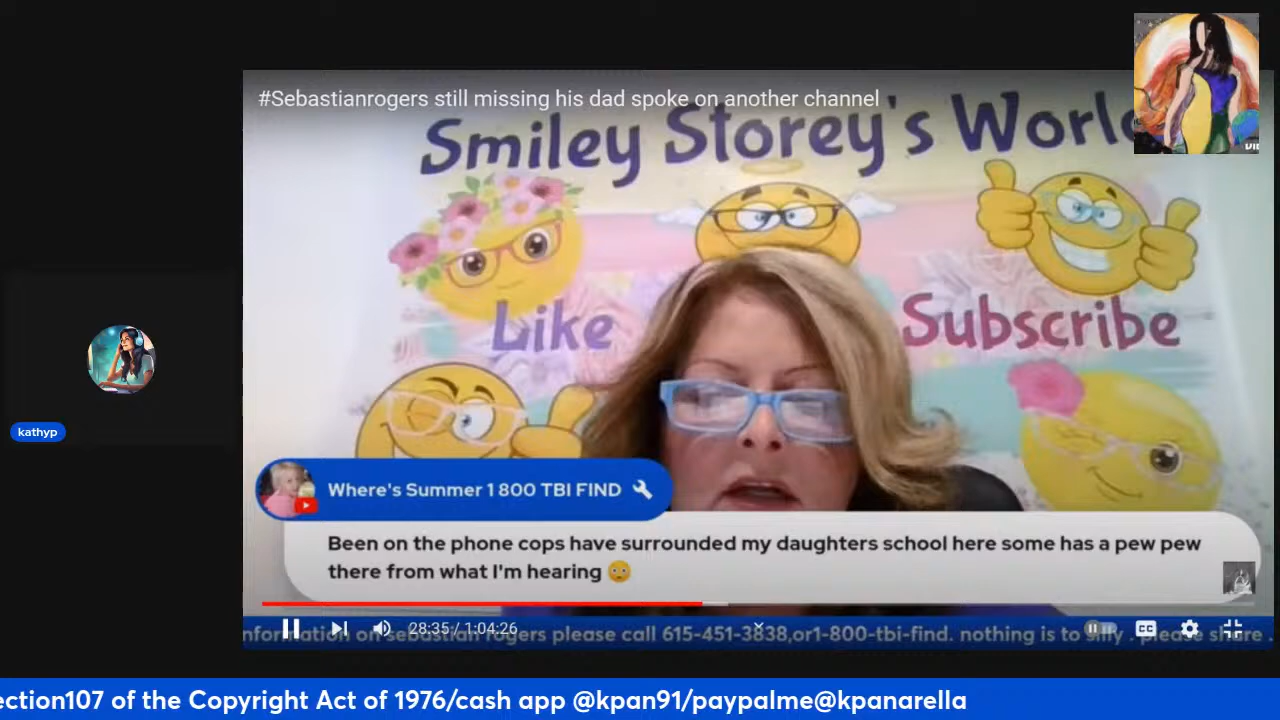 #Sebastianrogers still missing his dad spoke on another channel
Smiley Storey's World
VI
Like
Subscribe
kathyp
Where's Summer 1 800 TBI FIND
Been on the phone cops have surrounded my daughters school here some has a pew pew
there from what I'm hearing 😳
28:35 / 1:04:26
CC
nformation on sebastian rogers please call 615-451-3838,or1-800-tbi-find. nothing is to silly . please share .
ection107 of the Copyright Act of 1976/cash app @kpan91/paypalme@kpanarella